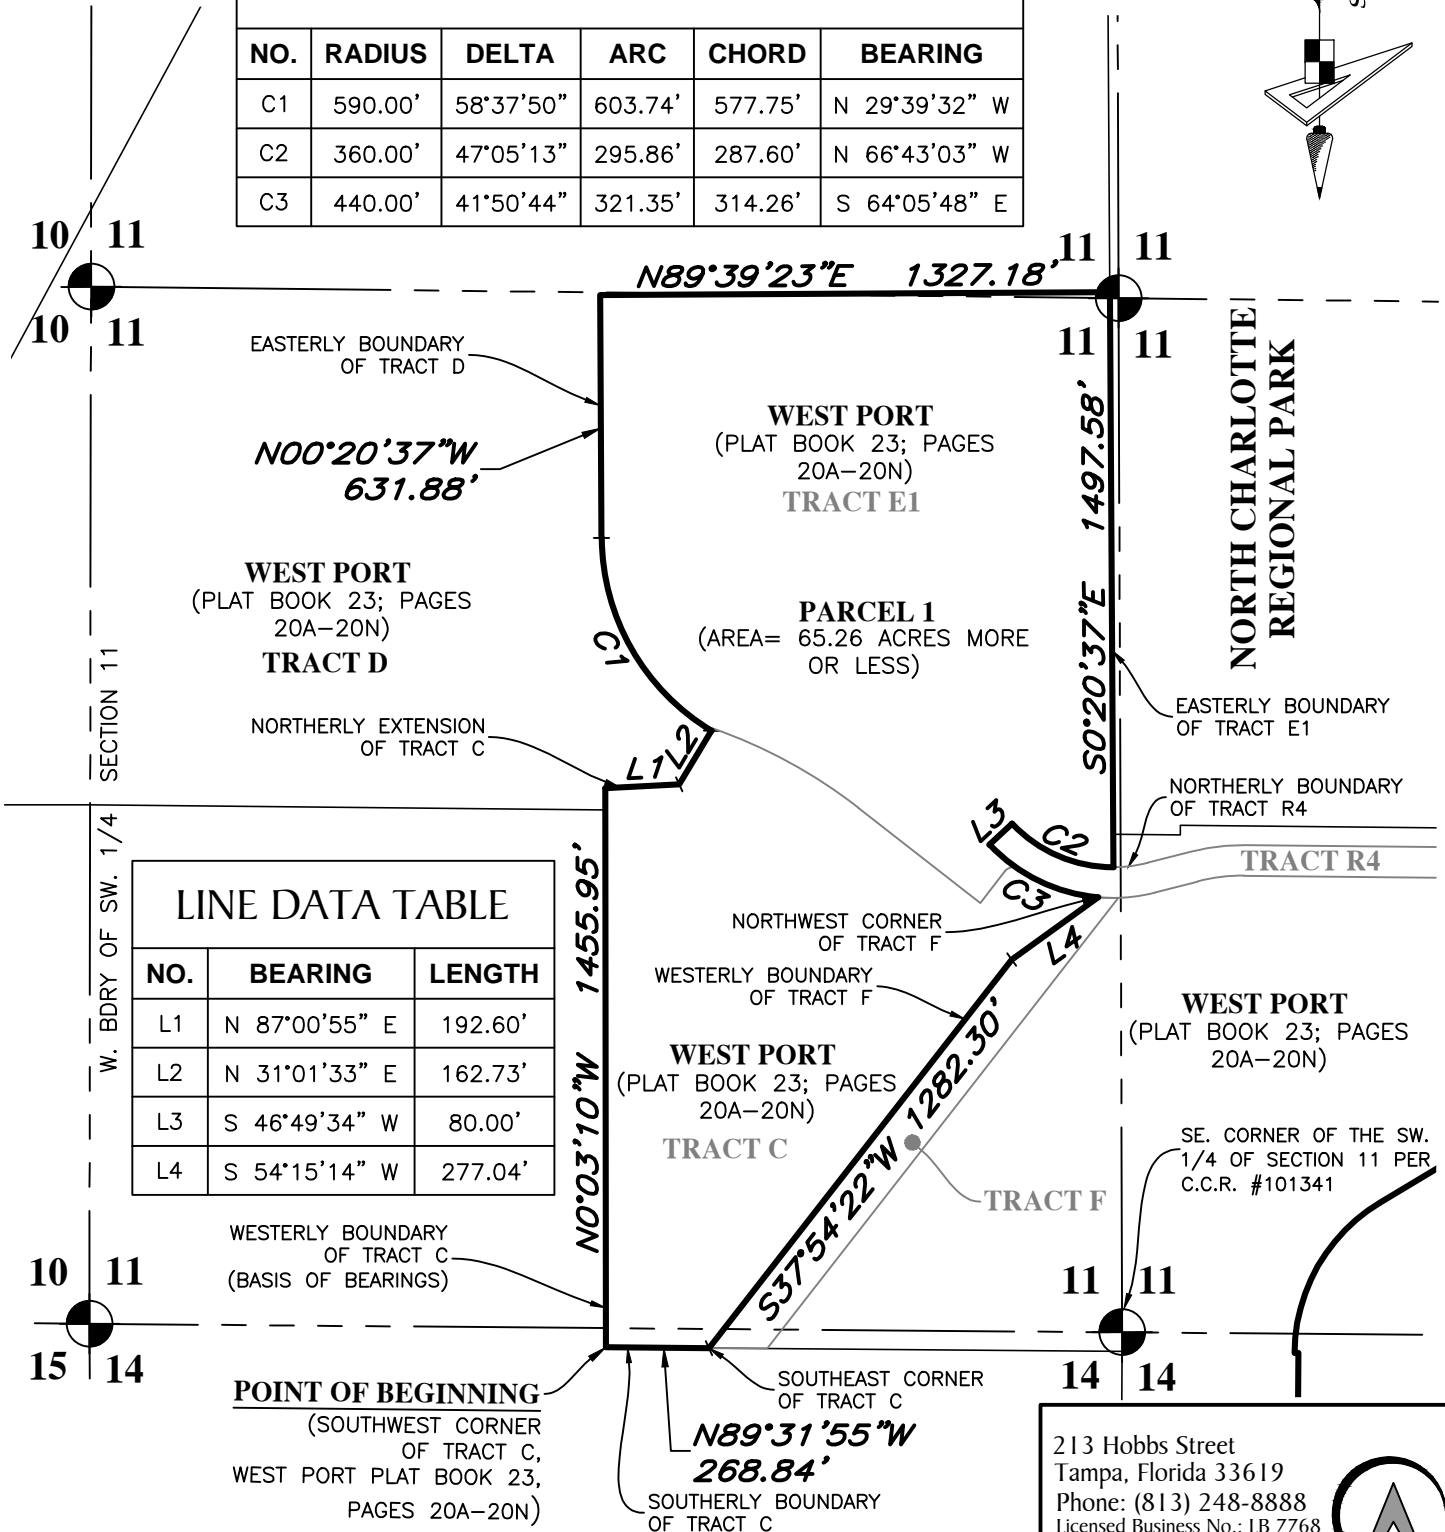 NO. RADIUS DELTA ARC CHORD BEARING
C1 590.00' 58°37'50" 603.74' 577.75' N 29°39'32" W
C2 360.00' 47°05'13" 295.86' 287.60' N 66°43'03" W
C3 440.00' 41°50'44" 321.35' 314.26' S 64°05'48" E
10 11
10 11
N89°39'23"E 1327.18'
11 11
11 11
EASTERLY BOUNDARY
OF TRACT D
N00°20'37"W
631.88'
WEST PORT
(PLAT BOOK 23; PAGES
20A-20N)
TRACT E1
S0°20'37"E 1497.58'
NORTH CHARLOTTE
REGIONAL PARK
WEST PORT
(PLAT BOOK 23; PAGES
20A-20N)
TRACT D
PARCEL 1
(AREA= 65.26 ACRES MORE
OR LESS)
C1
W. BDRY OF SW. 1/4 SECTION 11
NORTHERLY EXTENSION
OF TRACT C
L1
L2
EASTERLY BOUNDARY
OF TRACT E1
NORTHERLY BOUNDARY
OF TRACT R4
TRACT R4
L3
C2
C3
L4
NORTHWEST CORNER
OF TRACT F
WESTERLY BOUNDARY
OF TRACT F
LINE DATA TABLE
NO. BEARING LENGTH
L1 N 87°00'55" E 192.60'
L2 N 31°01'33" E 162.73'
L3 S 46°49'34" W 80.00'
L4 S 54°15'14" W 277.04'
N0°03'10"W 1455.95'
WEST PORT
(PLAT BOOK 23; PAGES
20A-20N)
TRACT C
S37°54'22"W 1282.30'
WEST PORT
(PLAT BOOK 23; PAGES
20A-20N)
TRACT F
SE. CORNER OF THE SW.
1/4 OF SECTION 11 PER
C.C.R. #101341
WESTERLY BOUNDARY
OF TRACT C
(BASIS OF BEARINGS)
10 11
15 14
11 11
14 14
POINT OF BEGINNING
(SOUTHWEST CORNER
OF TRACT C,
WEST PORT PLAT BOOK 23,
PAGES 20A-20N)
SOUTHEAST CORNER
OF TRACT C
N89°31'55"W
268.84'
SOUTHERLY BOUNDARY
OF TRACT C
213 Hobbs Street
Tampa, Florida 33619
Phone: (813) 248-8888
Licensed Business No.: LB 7768